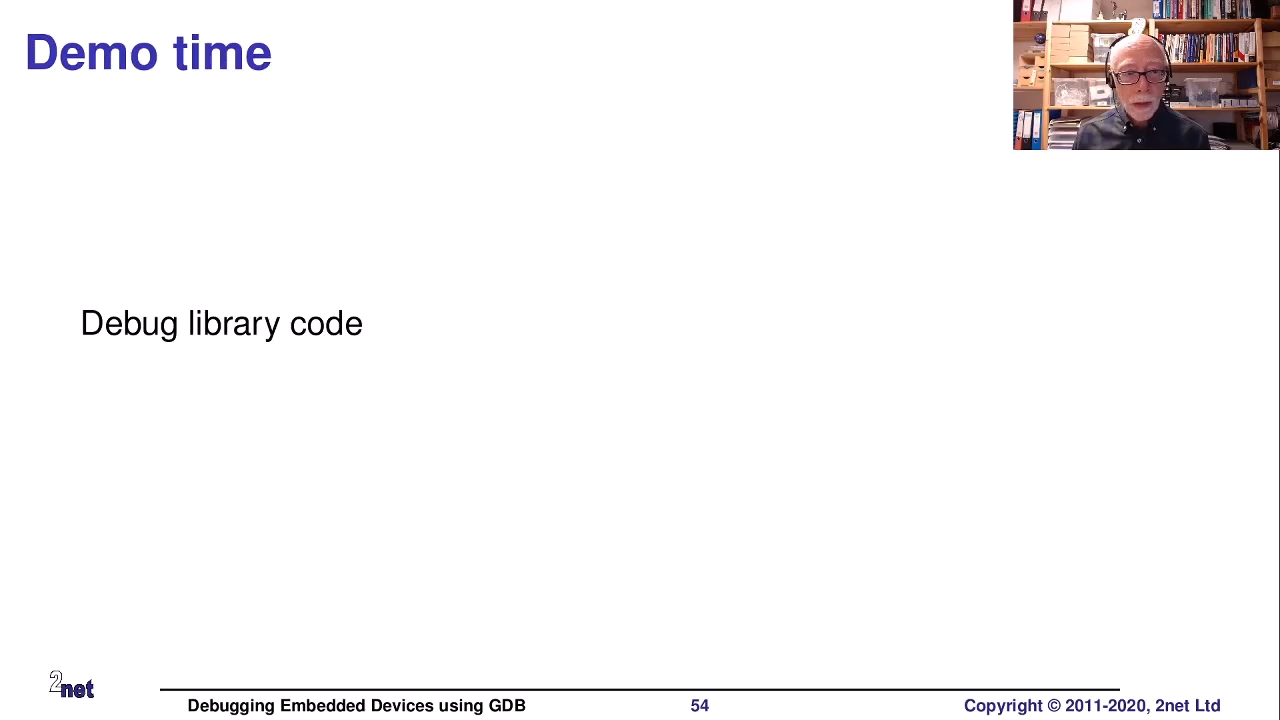 Demo time
Debug library code
2net
Debugging Embedded Devices using GDB 54 Copyright © 2011-2020, 2net Ltd